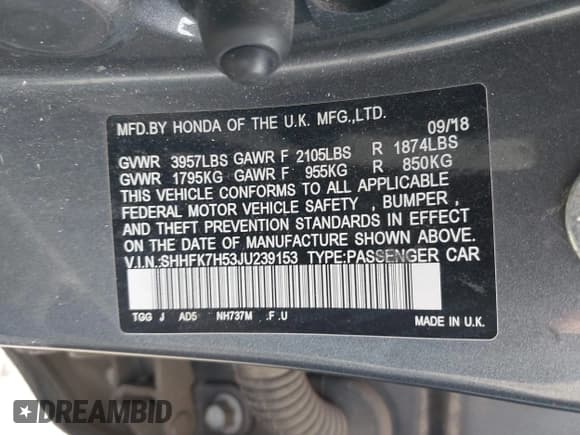 MFD.BY HONDA OF THE U.K. MFG.,LTD.
09/18
GVWR 3957LBS GAWR F 2105LBS R 1874LBS
GVWR 1795KG GAWR F 955KG R 850KG
THIS VEHICLE CONFORMS TO ALL APPLICABLE
FEDERAL MOTOR VEHICLE SAFETY , BUMPER ,
AND THEFT PREVENTION STANDARDS IN EFFECT
ON THE DATE OF MANUFACTURE SHOWN ABOVE.
V.I.N.:SHHFK7H53JU239153 TYPE:PASSENGER CAR
TGG J AD5 NH737M .F .U
MADE IN U.K.
DREAMBID